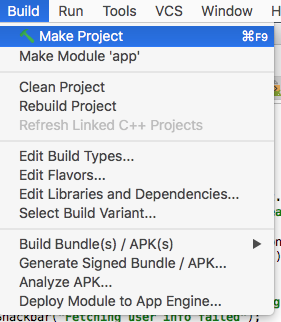 Build Run Tools VCS Window H
Make Project ⌘F9
Make Module 'app'
Clean Project
Rebuild Project
Refresh Linked C++ Projects
Edit Build Types...
Edit Flavors...
Edit Libraries and Dependencies...
Select Build Variant...
Build Bundle(s) / APK(s)
Generate Signed Bundle / APK...
Analyze APK...
Deploy Module to App Engine...
Snackbar("Fetching user info failed");